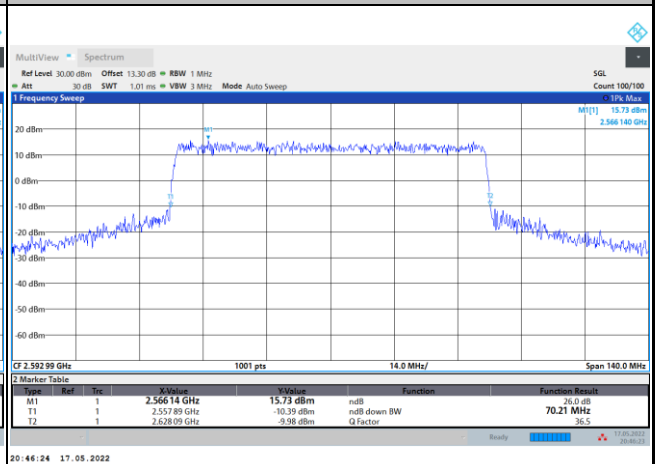 MultiView Spectrum
Ref Level 30.00 dBm Offset 13.30 dB RBW 1 MHz SGL
Att 30 dB SWT 1.01 ms VBW 3 MHz Mode Auto Sweep Count 100/100
1 Frequency Sweep 1Pk Max
M1[1] 15.73 dBm
2.566 140 GHz
M1
20 dBm
10 dBm
0 dBm
T1 T2
-10 dBm
-20 dBm
-30 dBm
-40 dBm
-50 dBm
-60 dBm
CF 2.592 99 GHz 1001 pts 14.0 MHz/ Span 140.0 MHz
2 Marker Table
Type Ref Trc X-Value Y-Value Function Function Result
M1 1 2.566 14 GHz 15.73 dBm ndB 26.0 dB
T1 1 2.557 89 GHz -10.39 dBm ndB down BW 70.21 MHz
T2 1 2.628 09 GHz -9.98 dBm Q Factor 36.5
Ready 17.05.2022
20:46:23
20:46:24 17.05.2022